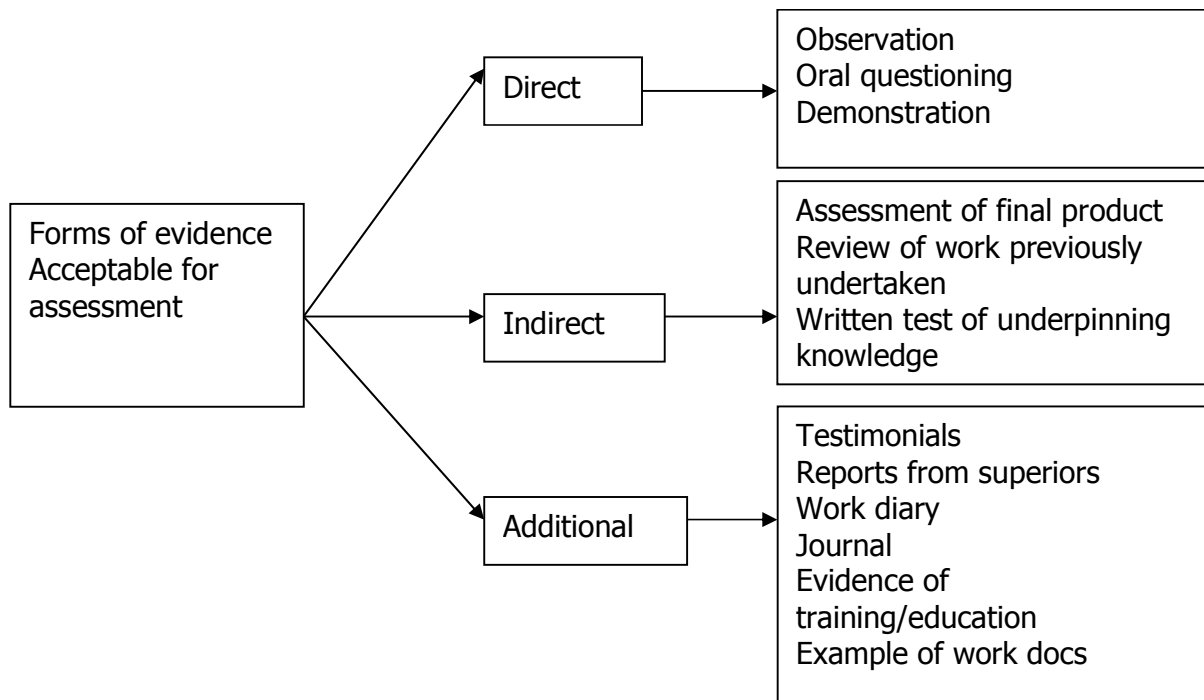 Forms of evidence
Acceptable for
assessment
Direct
Observation
Oral questioning
Demonstration
Indirect
Assessment of final product
Review of work previously
undertaken
Written test of underpinning
knowledge
Additional
Testimonials
Reports from superiors
Work diary
Journal
Evidence of
training/education
Example of work docs